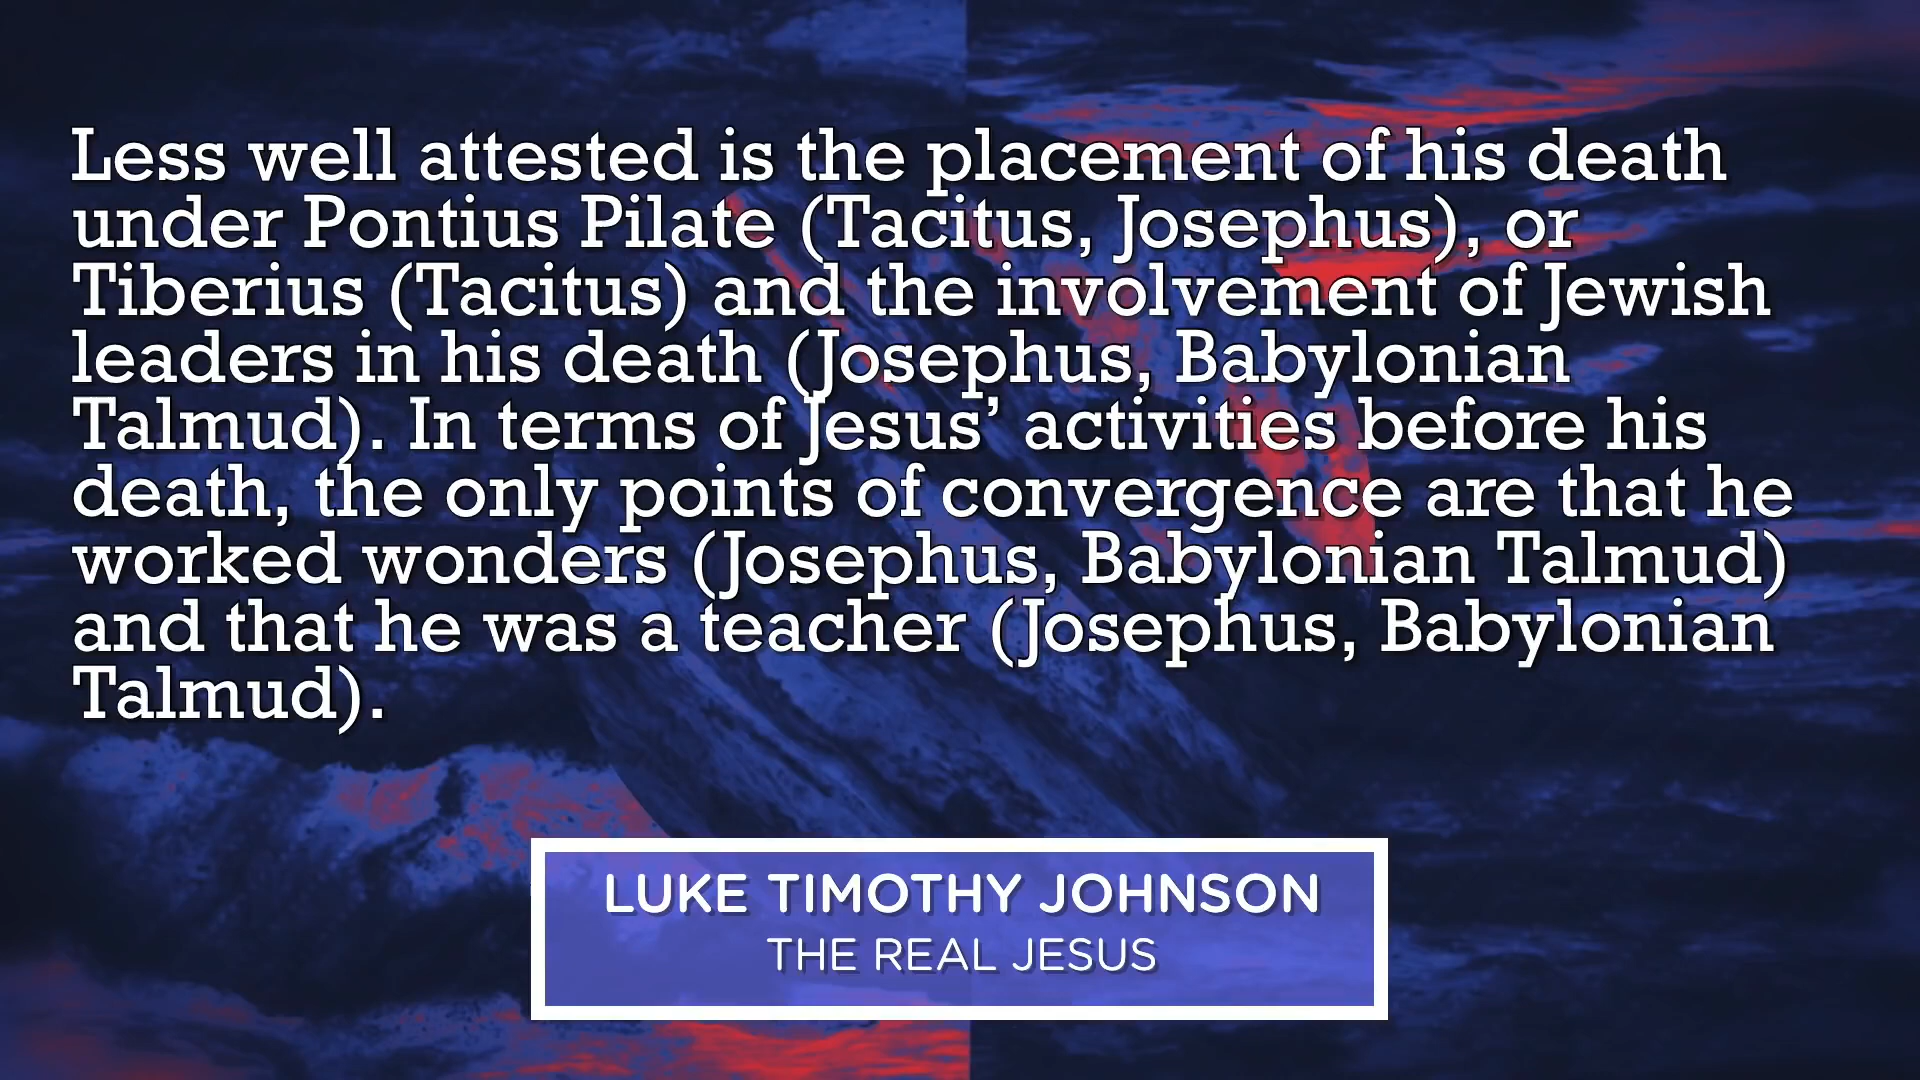 Less well attested is the placement of his death
under Pontius Pilate (Tacitus, Josephus), or
Tiberius (Tacitus) and the involvement of Jewish
leaders in his death (Josephus, Babylonian
Talmud). In terms of Jesus’ activities before his
death, the only points of convergence are that he
worked wonders (Josephus, Babylonian Talmud)
and that he was a teacher (Josephus, Babylonian
Talmud).
LUKE TIMOTHY JOHNSON
THE REAL JESUS